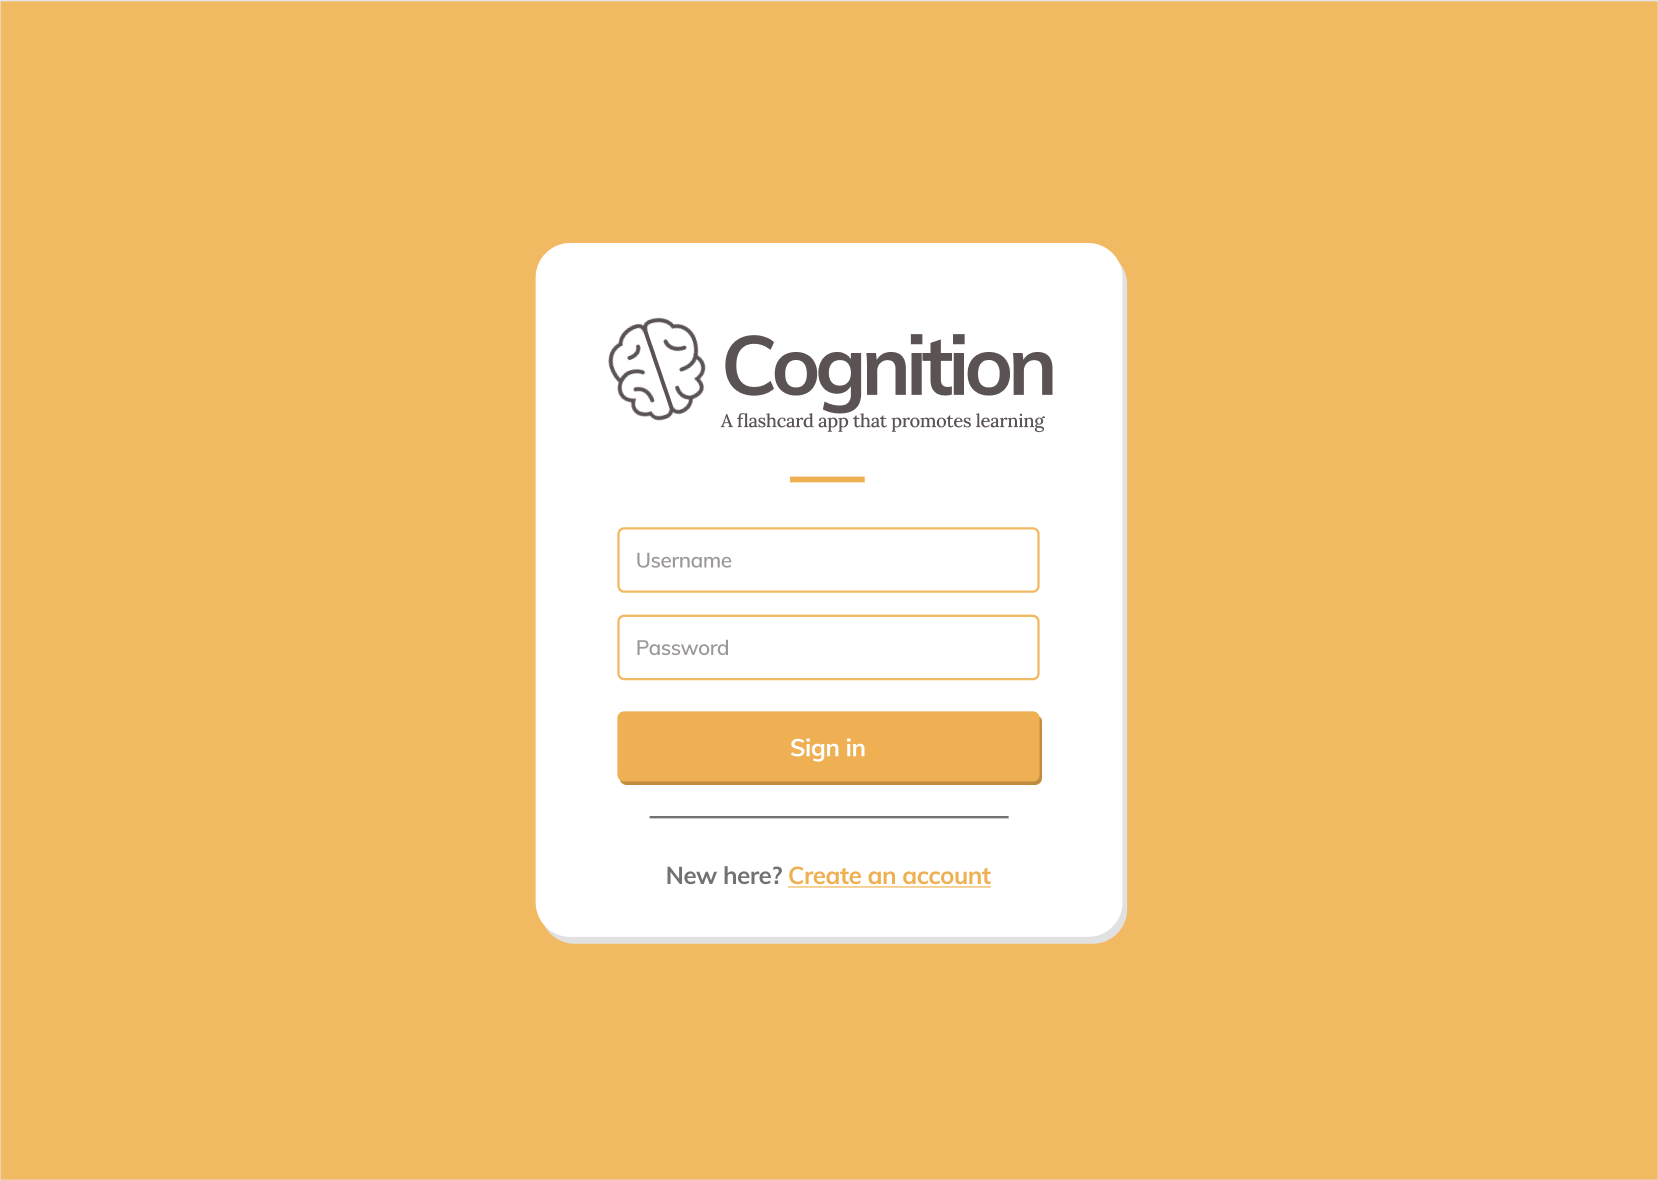 Cognition
A flashcard app that promotes learning
Username
Password
Sign in
New here? Create an account